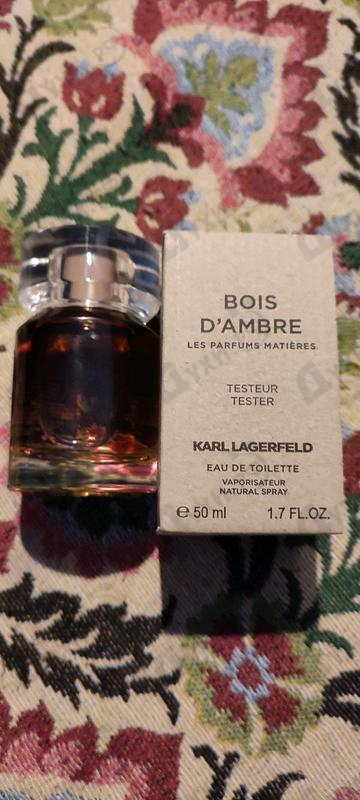 BOIS
D'AMBRE
LES PARFUMS MATIÈRES
TESTEUR
TESTER
KARL LAGERFELD
EAU DE TOILETTE
VAPORISATEUR
NATURAL SPRAY
℮ 50 ml 1.7 FL.OZ.